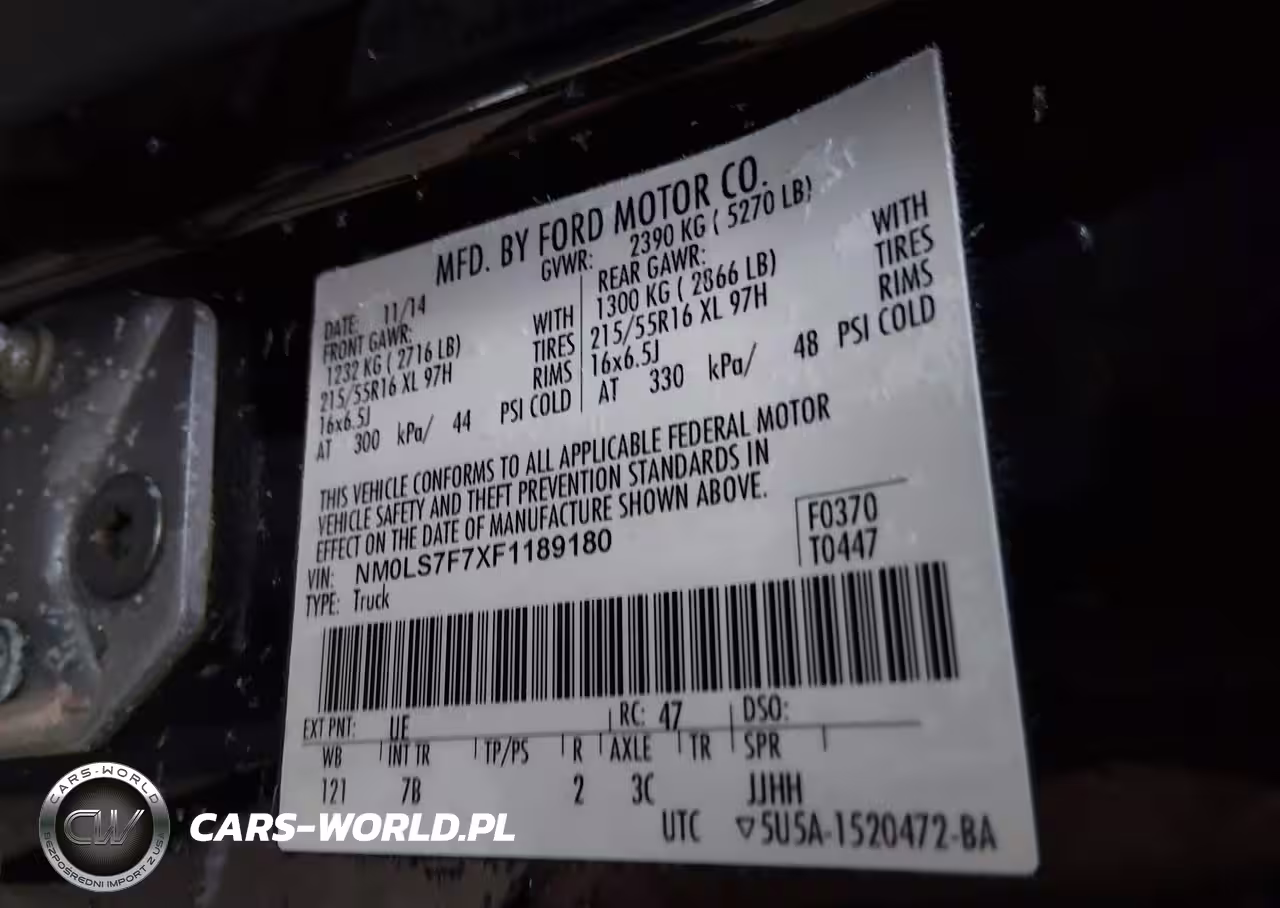 MFD. BY FORD MOTOR CO.
DATE: 11/14 GVWR: 2390 KG ( 5270 LB)
FRONT GAWR: REAR GAWR:
1232 KG ( 2716 LB) WITH 1300 KG ( 2866 LB) WITH
215/55R16 XL 97H TIRES 215/55R16 XL 97H TIRES
16x6.5J RIMS 16x6.5J RIMS
AT 300 kPa/ 44 PSI COLD AT 330 kPa/ 48 PSI COLD
THIS VEHICLE CONFORMS TO ALL APPLICABLE FEDERAL MOTOR
VEHICLE SAFETY AND THEFT PREVENTION STANDARDS IN
EFFECT ON THE DATE OF MANUFACTURE SHOWN ABOVE.
VIN: NM0LS7F7XF1189180 F0370
TYPE: Truck T0447
EXT PNT: UE RC: 47 DSO:
WB INT TR TP/PS R AXLE TR SPR
121 7B 2 3C JJHH
UTC ▽5U5A-1520472-BA
CARS-WORLD
CW
BEZPOŚREDNI IMPORT Z USA
CARS-WORLD.PL